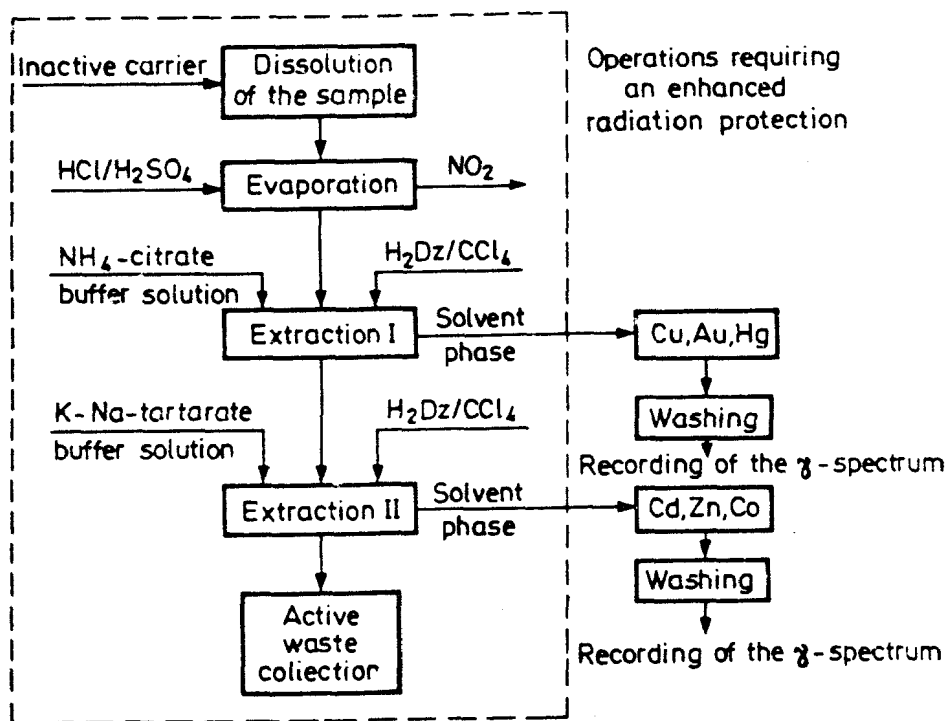 Inactive carrier
Dissolution
of the sample
Operations requiring
an enhanced
radiation protection
HCl/H₂SO₄
Evaporation
NO₂
NH₄-citrate
buffer solution
H₂Dz/CCl₄
Extraction I
Solvent
phase
Cu,Au,Hg
Washing
Recording of the γ-spectrum
K-Na-tartarate
buffer solution
H₂Dz/CCl₄
Extraction II
Solvent
phase
Cd,Zn,Co
Washing
Recording of the γ-spectrum
Active
waste
collection